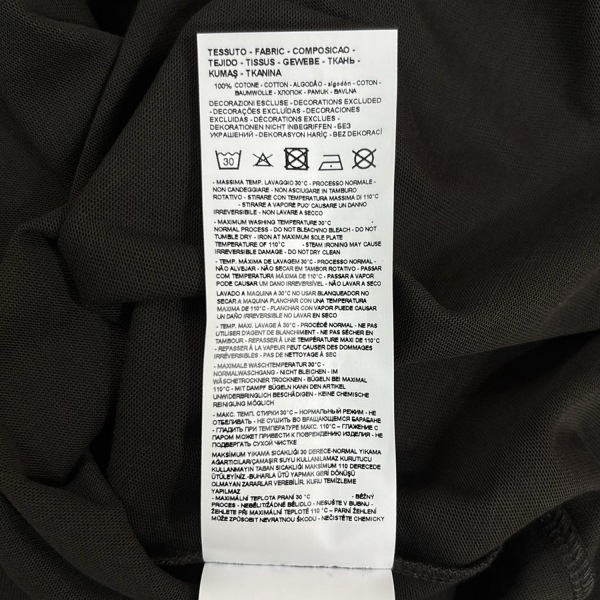 TESSUTO - FABRIC - COMPOSICAO -
TEJIDO - TISSUS - GEWEBE - ТКАНЬ -
KUMAŞ - TKANINA
100% COTONE - COTTON - ALGODÃO - algodón - COTON -
BAUMWOLLE - ХЛОПОК - PAMUK - BAVLNA
DECORAZIONI ESCLUSE - DECORATIONS EXCLUDED
- DECORAÇÕES EXCLUÍDAS - DECORACIONES
EXCLUIDAS - DÉCORATIONS EXCLUES -
DEKORATIONEN NICHT INBEGRIFFEN - БЕЗ
УКРАШЕНИЙ - DEKORASYON HARİÇ - BEZ DEKORACÍ
30
- MASSIMA TEMP. LAVAGGIO 30°C - PROCESSO NORMALE -
NON CANDEGGIARE - NON ASCIUGARE IN TAMBURO
ROTATIVO - STIRARE CON TEMPERATURA MASSIMA DI 110°C
- STIRARE A VAPORE PUO' CAUSARE UN DANNO
IRREVERSIBILE - NON LAVARE A SECCO
- MAXIMUM WASHING TEMPERATURE 30°C
NORMAL PROCESS - DO NOT BLEACHING BLEACH - DO NOT
TUMBLE DRY - IRON AT MAXIMUM SOLE PLATE
TEMPERATURE OF 110°C - STEAM IRONING MAY CAUSE
IRREVERSIBLE DAMAGE - DO NOT DRY CLEAN
- TEMP. MÁXIMA DE LAVAGEM 30°C - PROCESSO NORMAL -
NÃO ALVEJAR - NÃO SECAR EM TAMBOR ROTATIVO - PASSAR
COM TEMPERATURA MÁXIMA DE 110°C - PASSAR A VAPOR
PODE CAUSAR UM DANO IRREVERSÍVEL - NÃO LAVAR A SECO
LAVADO A MAQUINA A 30°C NO USAR BLANQUEADOR NO
SECAR A MAQUINA PLANCHAR CON UNA TEMPERATURA
MAXIMA DE 110°C - PLANCHAR CON VAPOR PUEDE CAUSAR
UN DAÑO IRREVERSIBLE NO LAVAR EN SECO
- TEMP. MAXI. LAVAGE À 30°C - PROCÉDÉ NORMAL - NE PAS
UTILISER D'AGENT DE BLANCHIMENT - NE PAS SÉCHER EN
TAMBOUR - REPASSER À UNE TEMPÉRATURE MAXI DE 110°C
- REPASSER À LA VAPEUR PEUT CAUSER DES DOMMAGES
IRRÉVERSIBLES - PAS DE NETTOYAGE À SEC
- MAXIMALE WASCHTEMPERATUR 30°C -
NORMALWASCHGANG - NICHT BLEICHEN - IM
WÄSCHETROCKNER TROCKNEN - BÜGELN BEI MAXIMAL
110°C - MIT DAMPF BÜGELN KANN DEN ARTIKEL
UNWIDERBRINGLICH BESCHÄDIGEN - KEINE CHEMISCHE
REINIGUNG MÖGLICH
- МАКС. ТЕМП. СТИРКИ 30°C – НОРМАЛЬНЫЙ РЕЖИМ - НЕ
ОТБЕЛИВАТЬ - НЕ СУШИТЬ ВО ВРАЩАЮЩЕМСЯ БАРАБАНЕ
- ГЛАДИТЬ ПРИ ТЕМПЕРАТУРЕ МАКС. 110°C – ГЛАЖЕНИЕ С
ПАРОМ МОЖЕТ ПРИВЕСТИ К ПОВРЕЖДЕНИЮ ИЗДЕЛИЯ - НЕ
ПОДВЕРГАТЬ СУХОЙ ЧИСТКЕ
MAKSIMUM YIKAMA SICAKLIĞI 30 DERECE-NORMAL YIKAMA
AĞARTICILAR/ÇAMAŞIR SUYU KULLANILAMAZ KURUTUCU
KULLANMAYIN TABAN SICAKLIĞI MAKSIMUM 110 DERECEDE
ÜTÜLEYİNİZ -BUHARLA ÜTÜ YAPMAK GERİ DÖNÜŞÜ
OLMAYAN ZARARLAR VEREBİLİR. KURU TEMİZLEME
YAPILMAZ
- MAXIMÁLNÍ TEPLOTA PRANÍ 30 °C - BĚŽNÝ
PROCES - NEBĚLIT ŽÁDNÉ BĚLIDLO - NESUŠTE V BUBNU -
ŽEHLETE PŘI MAXIMÁLNÍ TEPLOTĚ 110 °C – PARNÍ ŽEHLENÍ
MŮŽE ZPŮSOBIT NEVRATNOU ŠKODU - NEČISTĚTE CHEMICKY